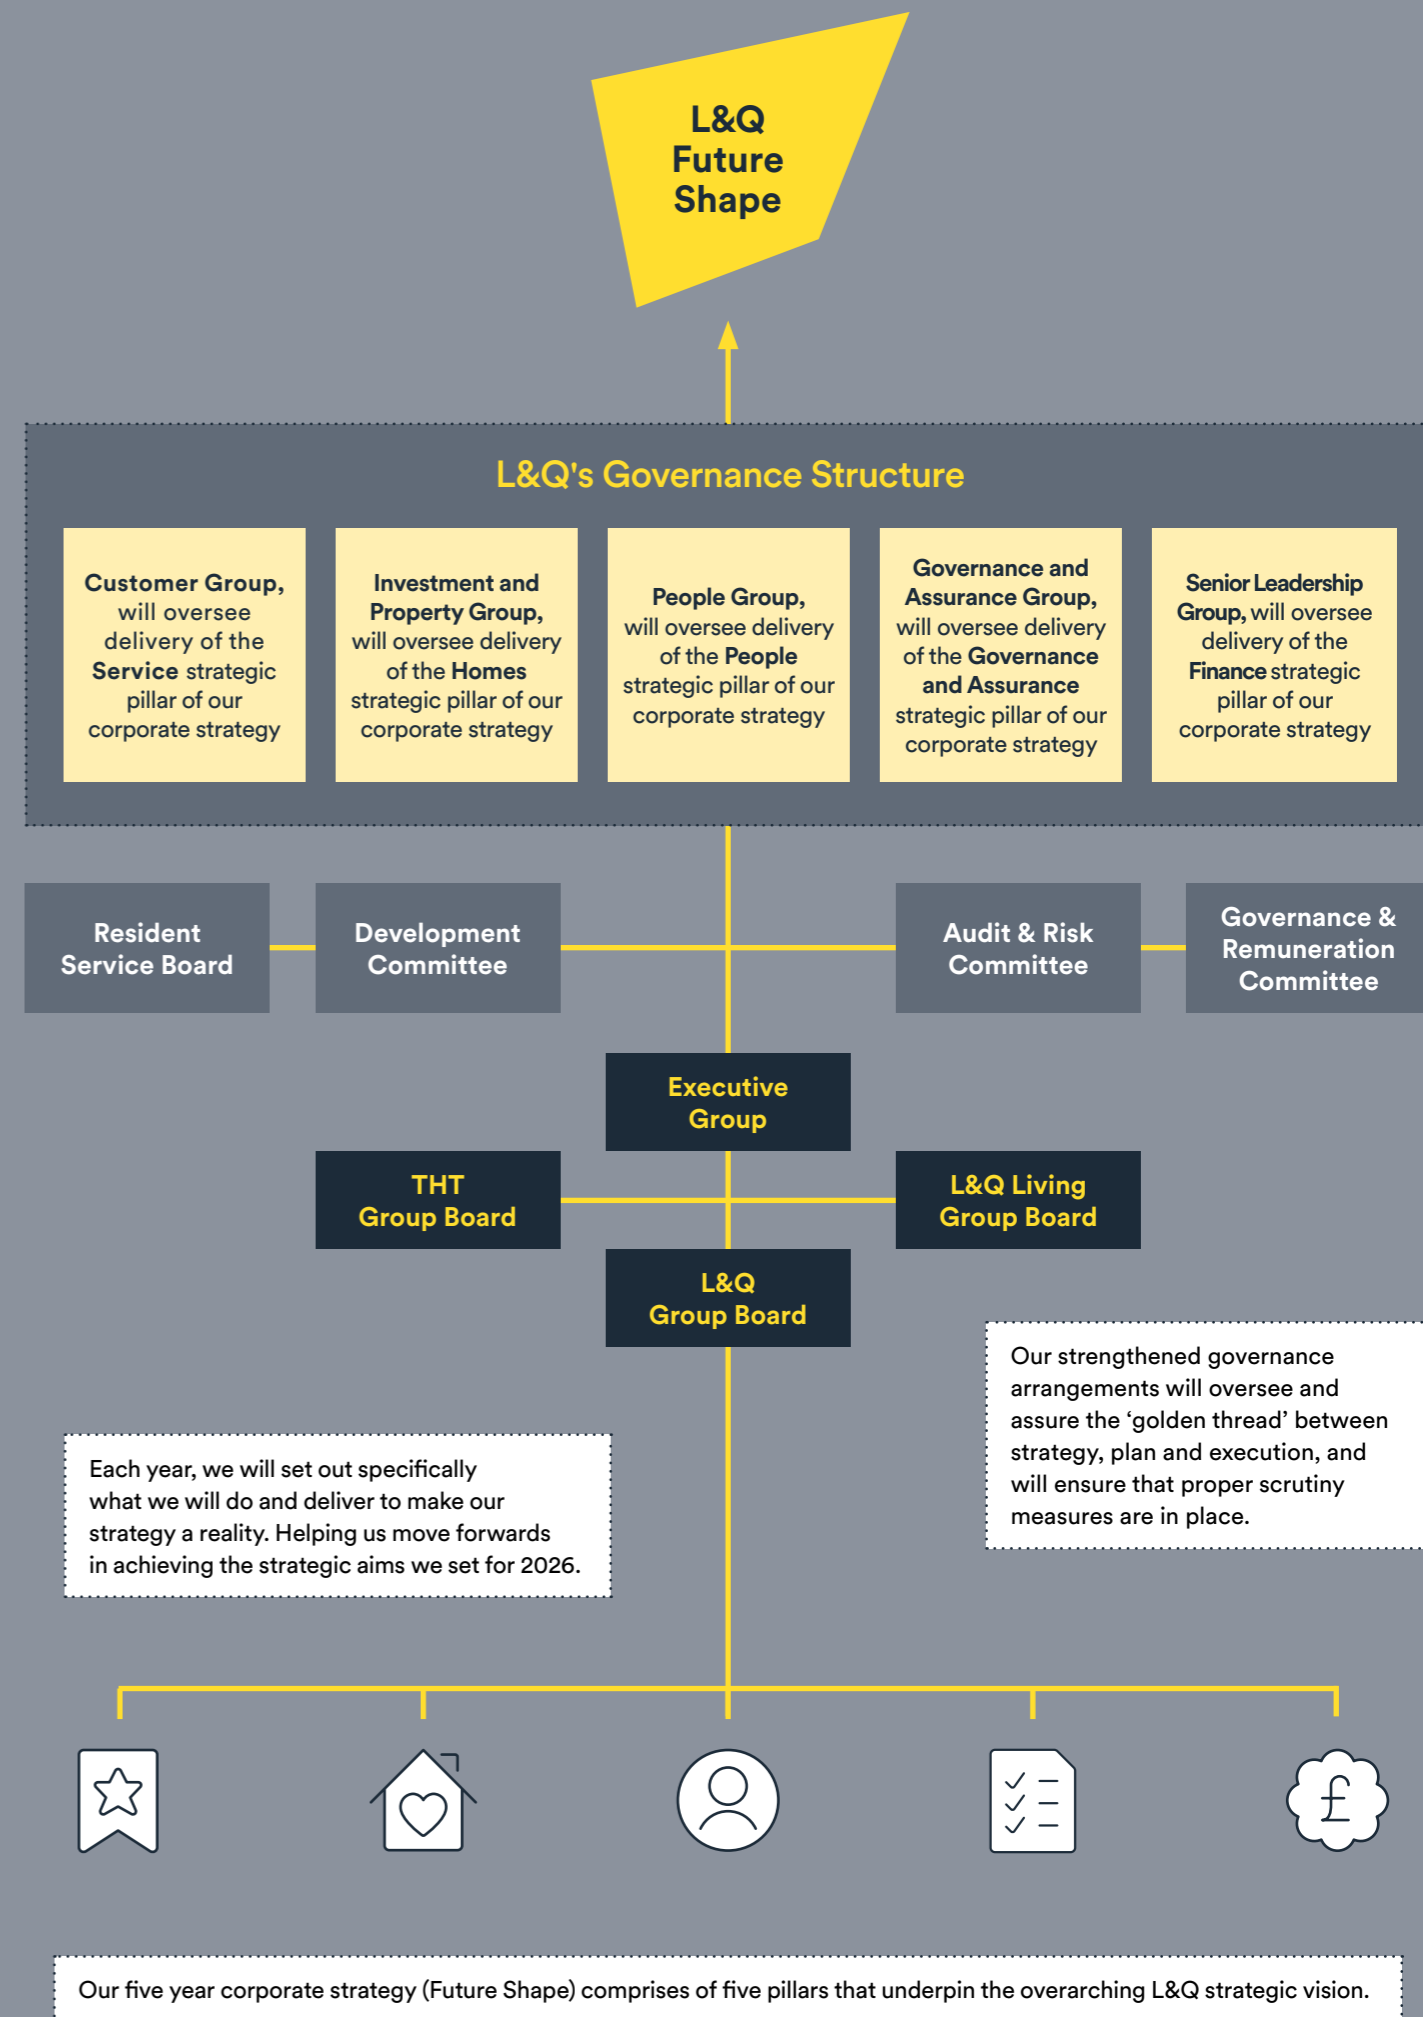 L&Q
Future
Shape
L&Q's Governance Structure
Customer Group,
will oversee
delivery of the
Service strategic
pillar of our
corporate strategy
Investment and
Property Group,
will oversee delivery
of the Homes
strategic pillar of our
corporate strategy
People Group,
will oversee delivery
of the People
strategic pillar of our
corporate strategy
Governance and
Assurance Group,
will oversee delivery
of the Governance
and Assurance
strategic pillar of our
corporate strategy
Senior Leadership
Group, will oversee
delivery of the
Finance strategic
pillar of our
corporate strategy
Resident
Service Board
Development
Committee
Audit & Risk
Committee
Governance &
Remuneration
Committee
Executive
Group
THT
Group Board
L&Q Living
Group Board
L&Q
Group Board
Our strengthened governance
arrangements will oversee and
assure the ‘golden thread’ between
strategy, plan and execution, and
will ensure that proper scrutiny
measures are in place.
Each year, we will set out specifically
what we will do and deliver to make our
strategy a reality. Helping us move forwards
in achieving the strategic aims we set for 2026.
£
Our five year corporate strategy (Future Shape) comprises of five pillars that underpin the overarching L&Q strategic vision.